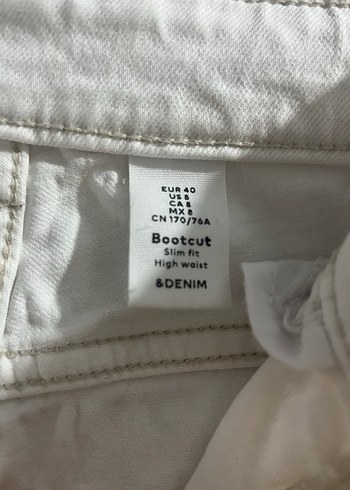 EUR 40
US 8
CA 8
MX 8
CN 170/76A
Bootcut
Slim fit
High waist
&DENIM